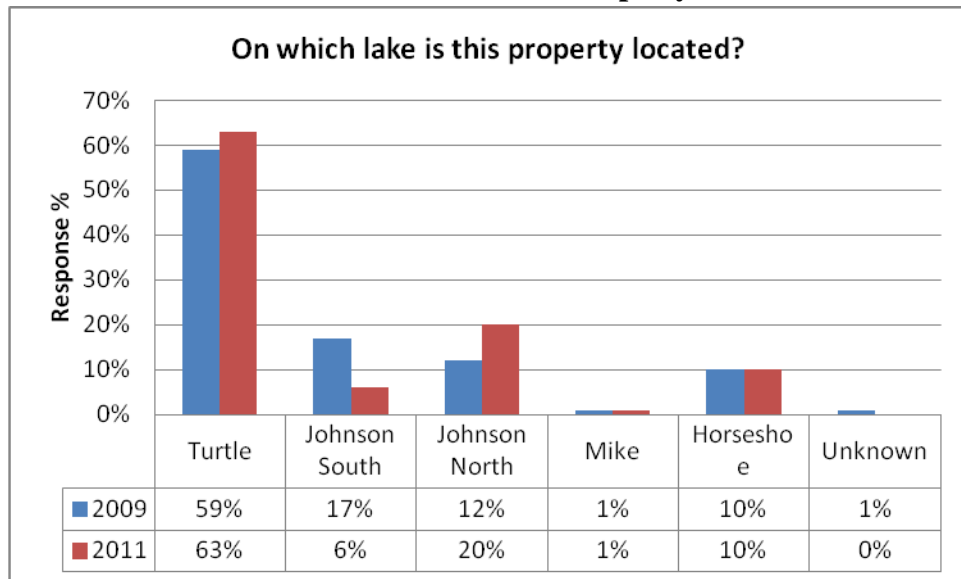 On which lake is this property located?
Response %
70%
60%
50%
40%
30%
20%
10%
0%
Turtle Johnson South Johnson North Mike Horsesho e Unknown
2009 59% 17% 12% 1% 10% 1%
2011 63% 6% 20% 1% 10% 0%